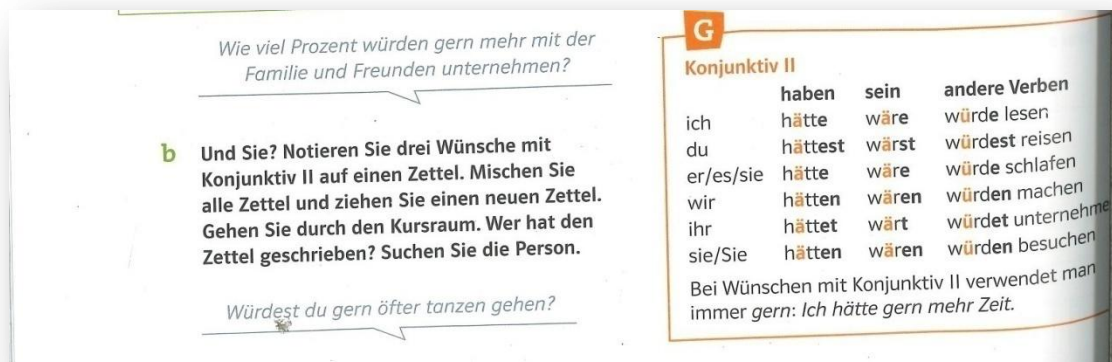 Wie viel Prozent würden gern mehr mit der
Familie und Freunden unternehmen?
b Und Sie? Notieren Sie drei Wünsche mit
Konjunktiv II auf einen Zettel. Mischen Sie
alle Zettel und ziehen Sie einen neuen Zettel.
Gehen Sie durch den Kursraum. Wer hat den
Zettel geschrieben? Suchen Sie die Person.
Würdest du gern öfter tanzen gehen?
G
Konjunktiv II
haben sein andere Verben
ich hätte wäre würde lesen
du hättest wärst würdest reisen
er/es/sie hätte wäre würde schlafen
wir hätten wären würden machen
ihr hättet wärt würdet unternehme
sie/Sie hätten wären würden besuchen
Bei Wünschen mit Konjunktiv II verwendet man
immer gern: Ich hätte gern mehr Zeit.